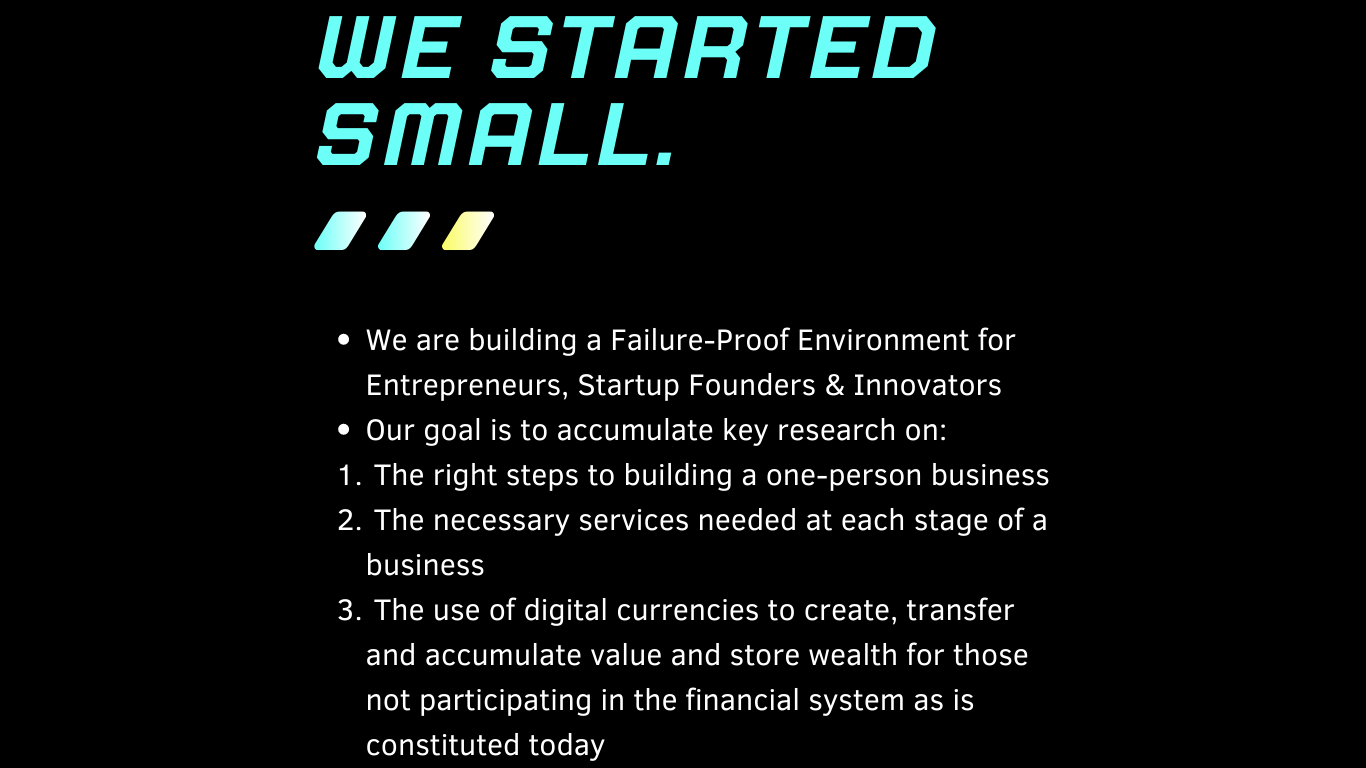 WE STARTED
SMALL.
• We are building a Failure-Proof Environment for
Entrepreneurs, Startup Founders & Innovators
• Our goal is to accumulate key research on:
1. The right steps to building a one-person business
2. The necessary services needed at each stage of a
business
3. The use of digital currencies to create, transfer
and accumulate value and store wealth for those
not participating in the financial system as is
constituted today